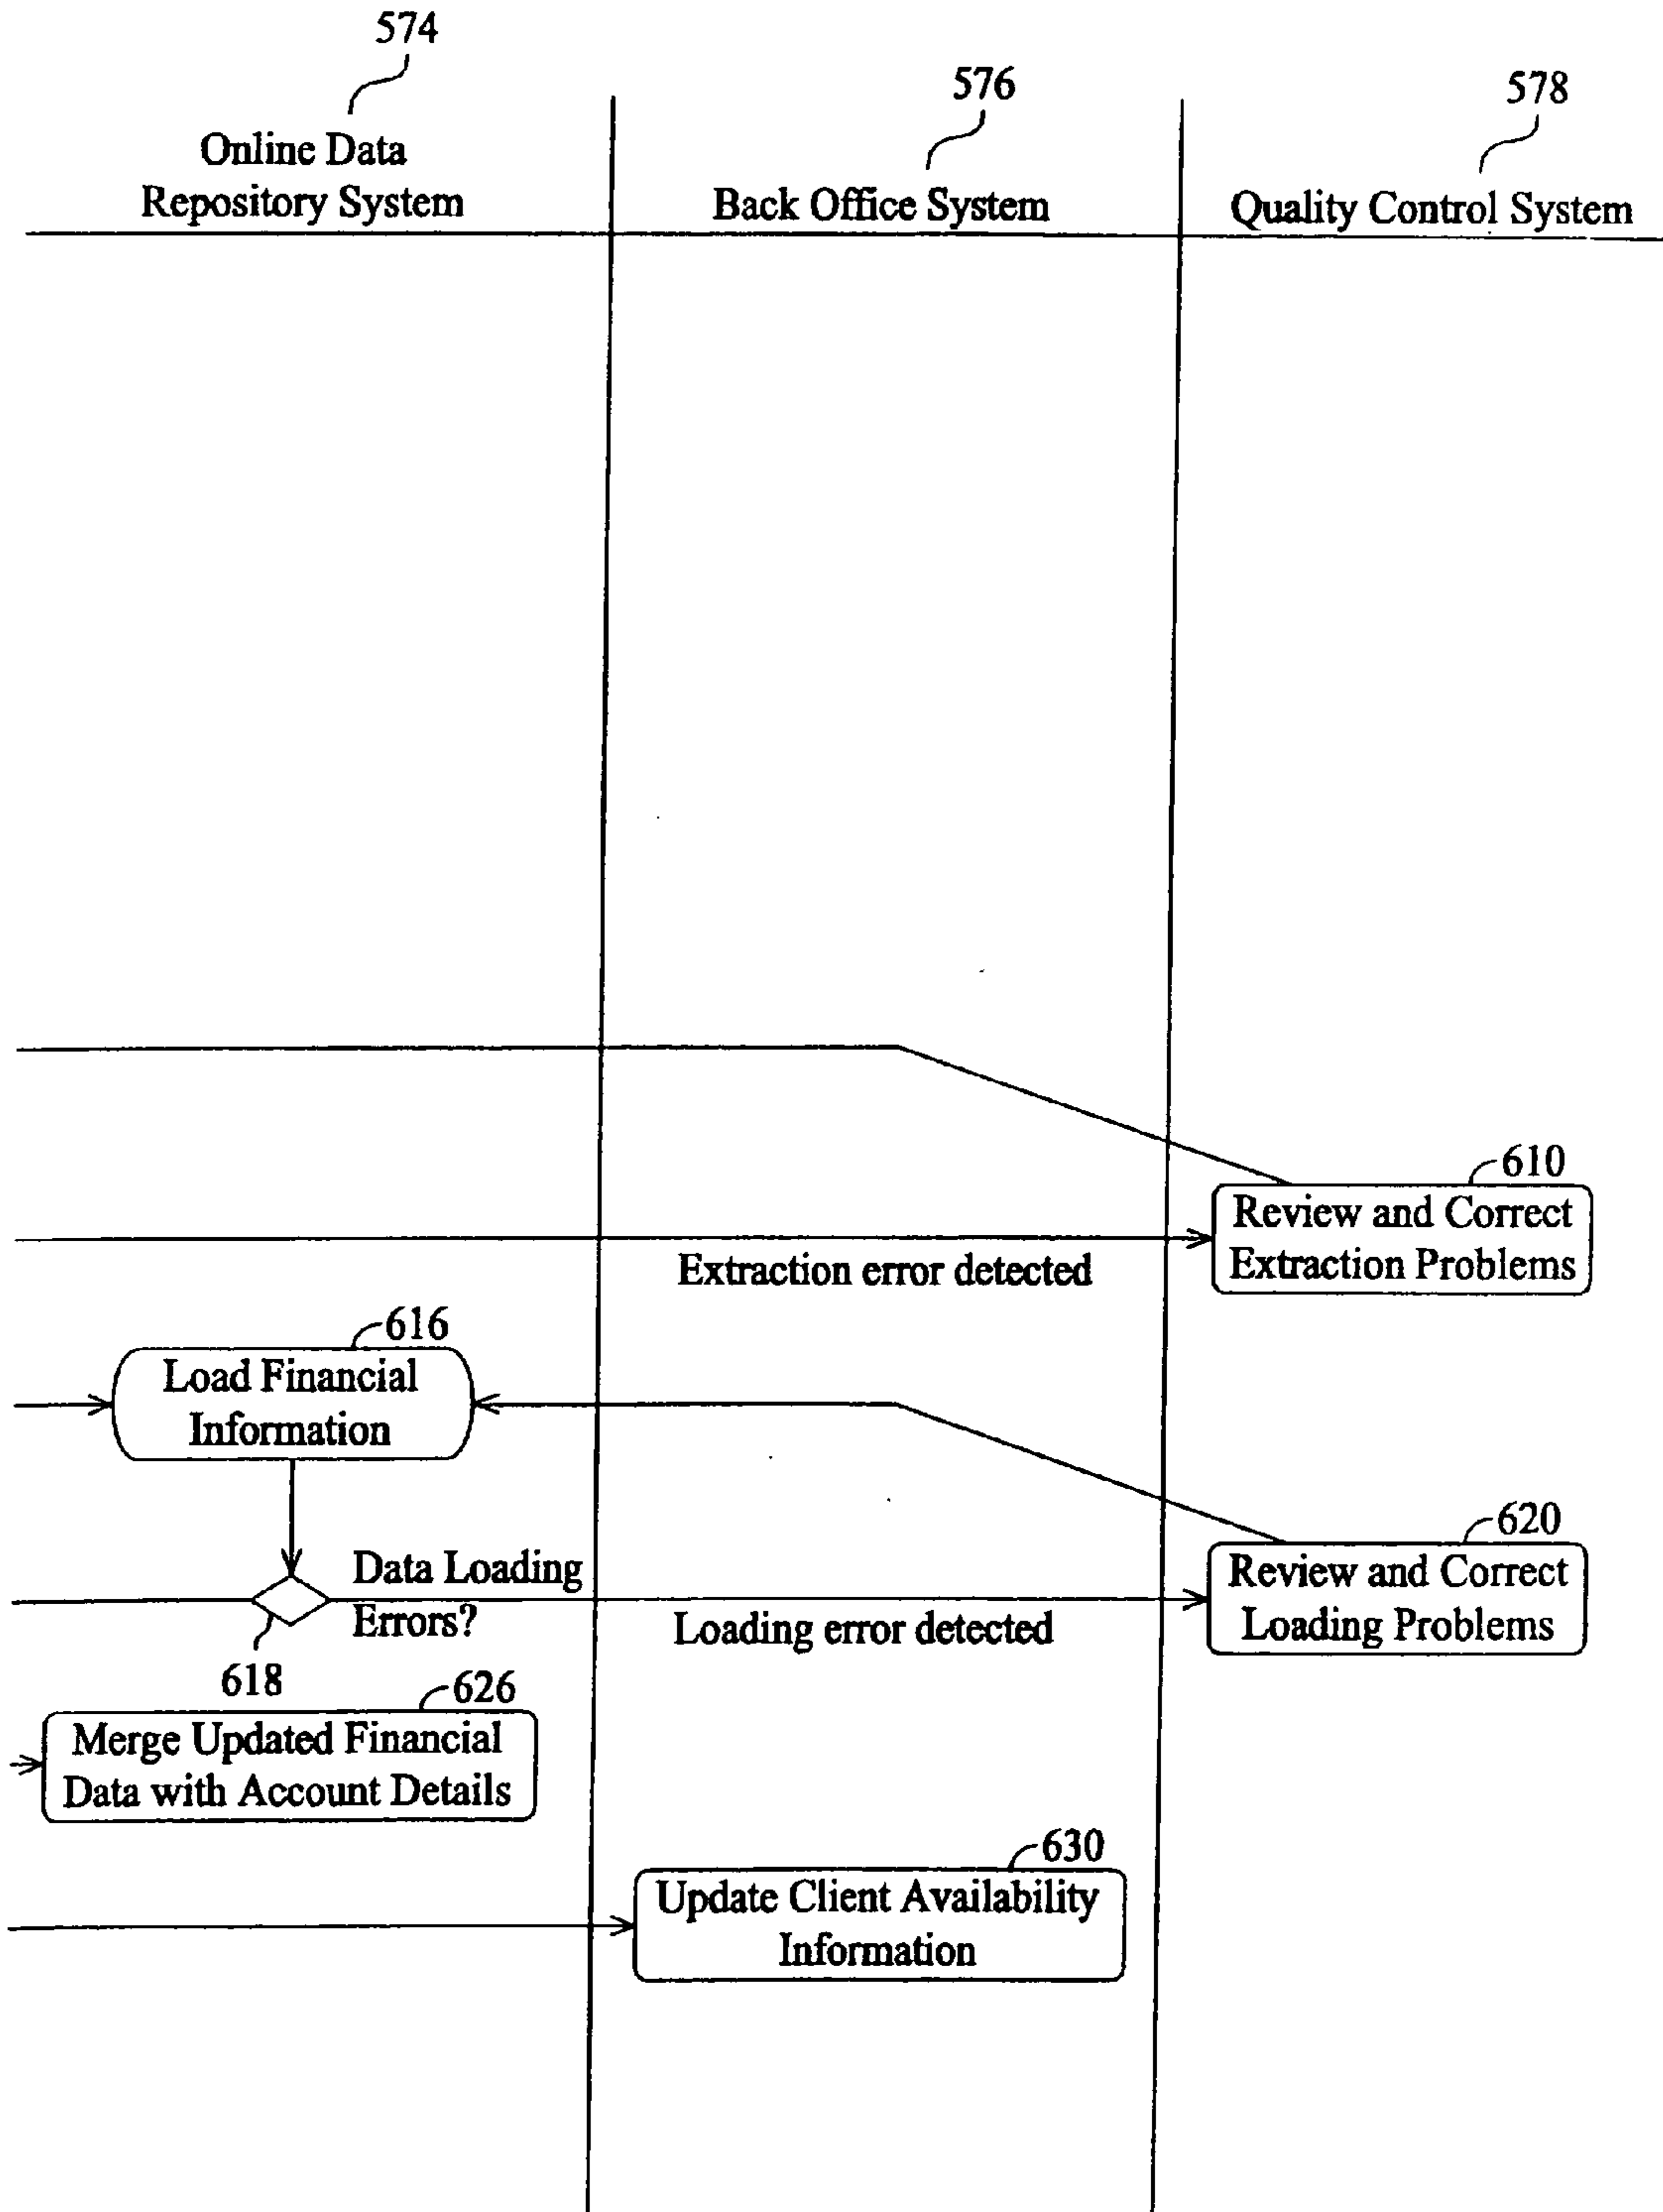 574
576
578
Online Data
Repository System
Back Office System
Quality Control System
610
Review and Correct
Extraction Problems
Extraction error detected
616
Load Financial
Information
620
Review and Correct
Loading Problems
Data Loading
Errors?
Loading error detected
618
626
Merge Updated Financial
Data with Account Details
630
Update Client Availability
Information